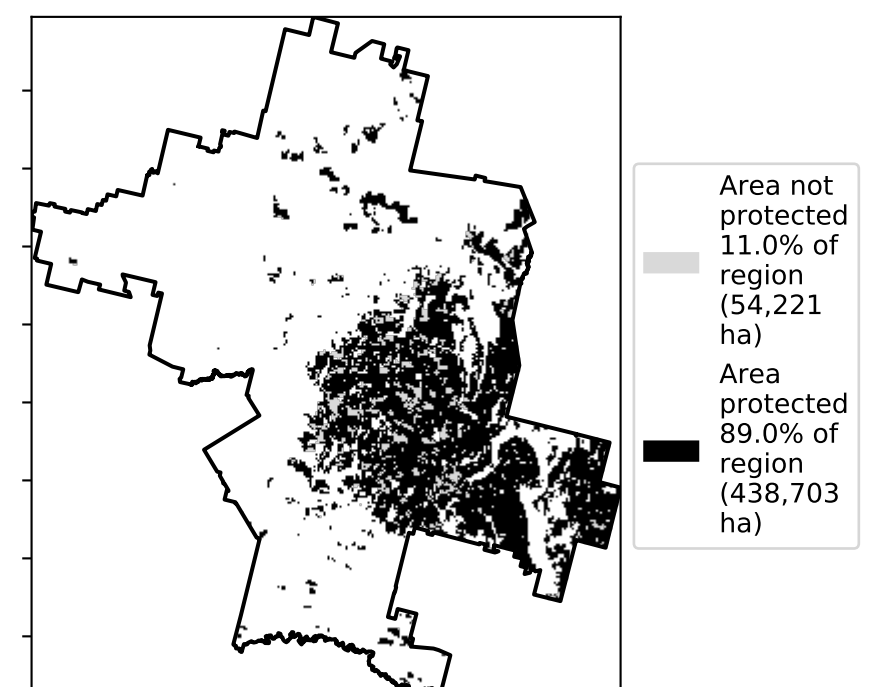 Area not
protected
11.0% of
region
(54,221
ha)
Area
protected
89.0% of
region
(438,703
ha)